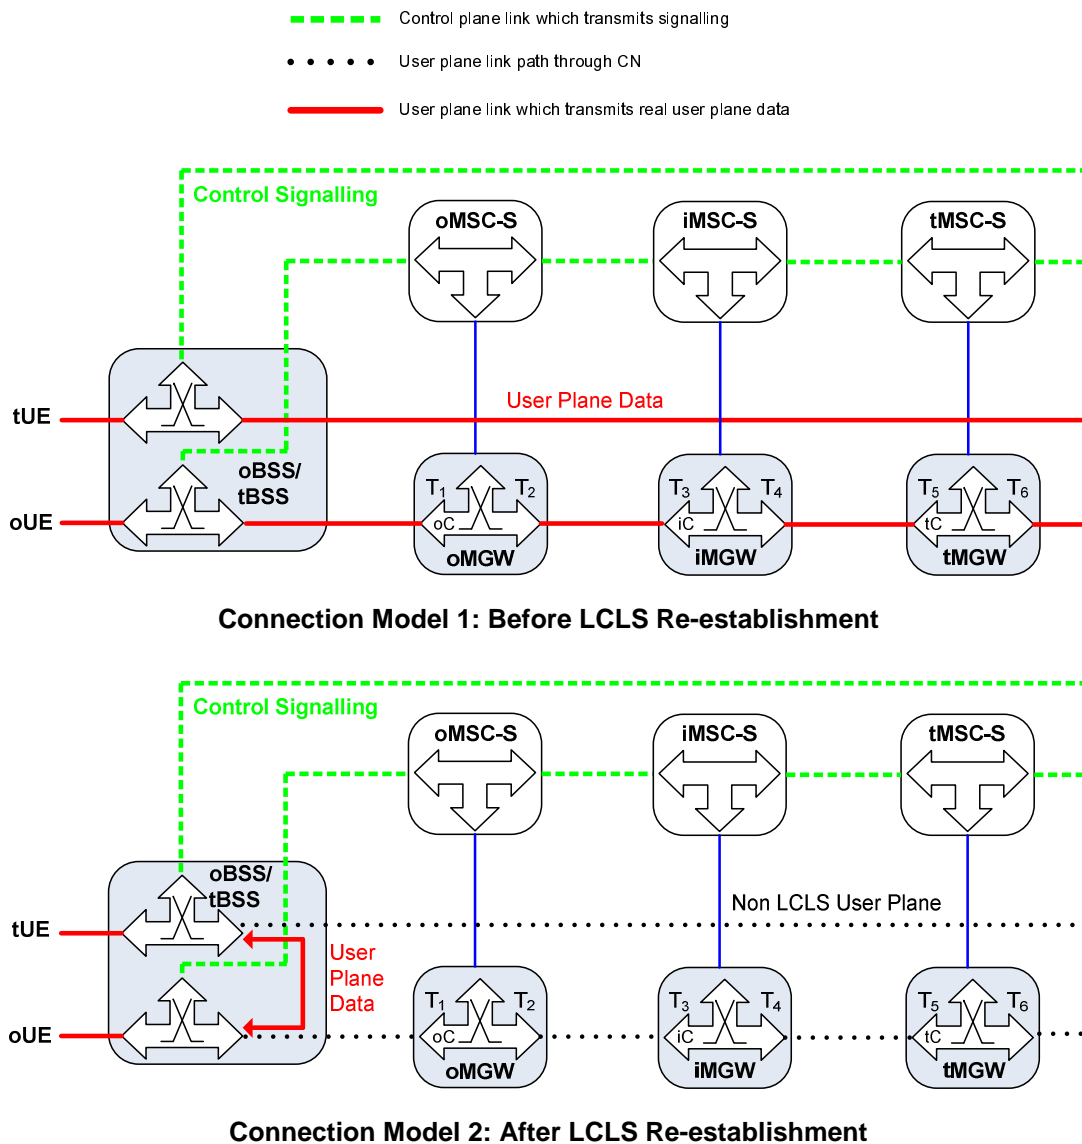 Control plane link which transmits signalling
User plane link path through CN
User plane link which transmits real user plane data
Control Signalling
oMSC-S
iMSC-S
tMSC-S
tUE
User Plane Data
oBSS/
tBSS
T1
T2
T3
T4
T5
T6
oUE
oC
iC
tC
oMGW
iMGW
tMGW
Connection Model 1: Before LCLS Re-establishment
Control Signalling
oMSC-S
iMSC-S
tMSC-S
oBSS/
tBSS
Non LCLS User Plane
tUE
User
Plane
Data
T1
T2
T3
T4
T5
T6
oUE
oC
iC
tC
oMGW
iMGW
tMGW
Connection Model 2: After LCLS Re-establishment